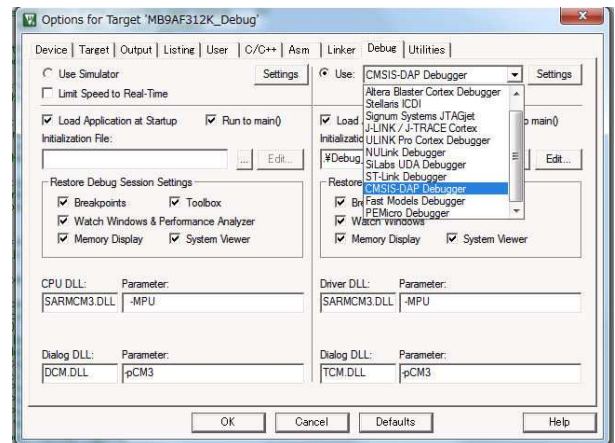 Options for Target 'MB9AF312K_Debug'
Device Target Output Listing User C/C++ Asm Linker Debug Utilities
Use Simulator Settings
Limit Speed to Real-Time
Load Application at Startup Run to main()
Initialization File:
... Edit...
Restore Debug Session Settings
Breakpoints Toolbox
Watch Windows & Performance Analyzer
Memory Display System Viewer
CPU DLL: Parameter:
SARMCM3.DLL -MPU
Dialog DLL: Parameter:
DCM.DLL -pCM3
Use: CMSIS-DAP Debugger Settings
Altera Blaster Cortex Debugger
Stellaris ICDI
Signum Systems JTAGjet
J-LINK / J-TRACE Cortex
ULINK Pro Cortex Debugger
NULink Debugger
SiLabs UDA Debugger
ST-Link Debugger
CMSIS-DAP Debugger
Fast Models Debugger
PEMicro Debugger
Load main()
.¥Debug_ Edit...
Restore
Watch Windows
Memory Display System Viewer
Driver DLL: Parameter:
SARMCM3.DLL -MPU
Dialog DLL: Parameter:
TCM.DLL -pCM3
OK Cancel Defaults Help